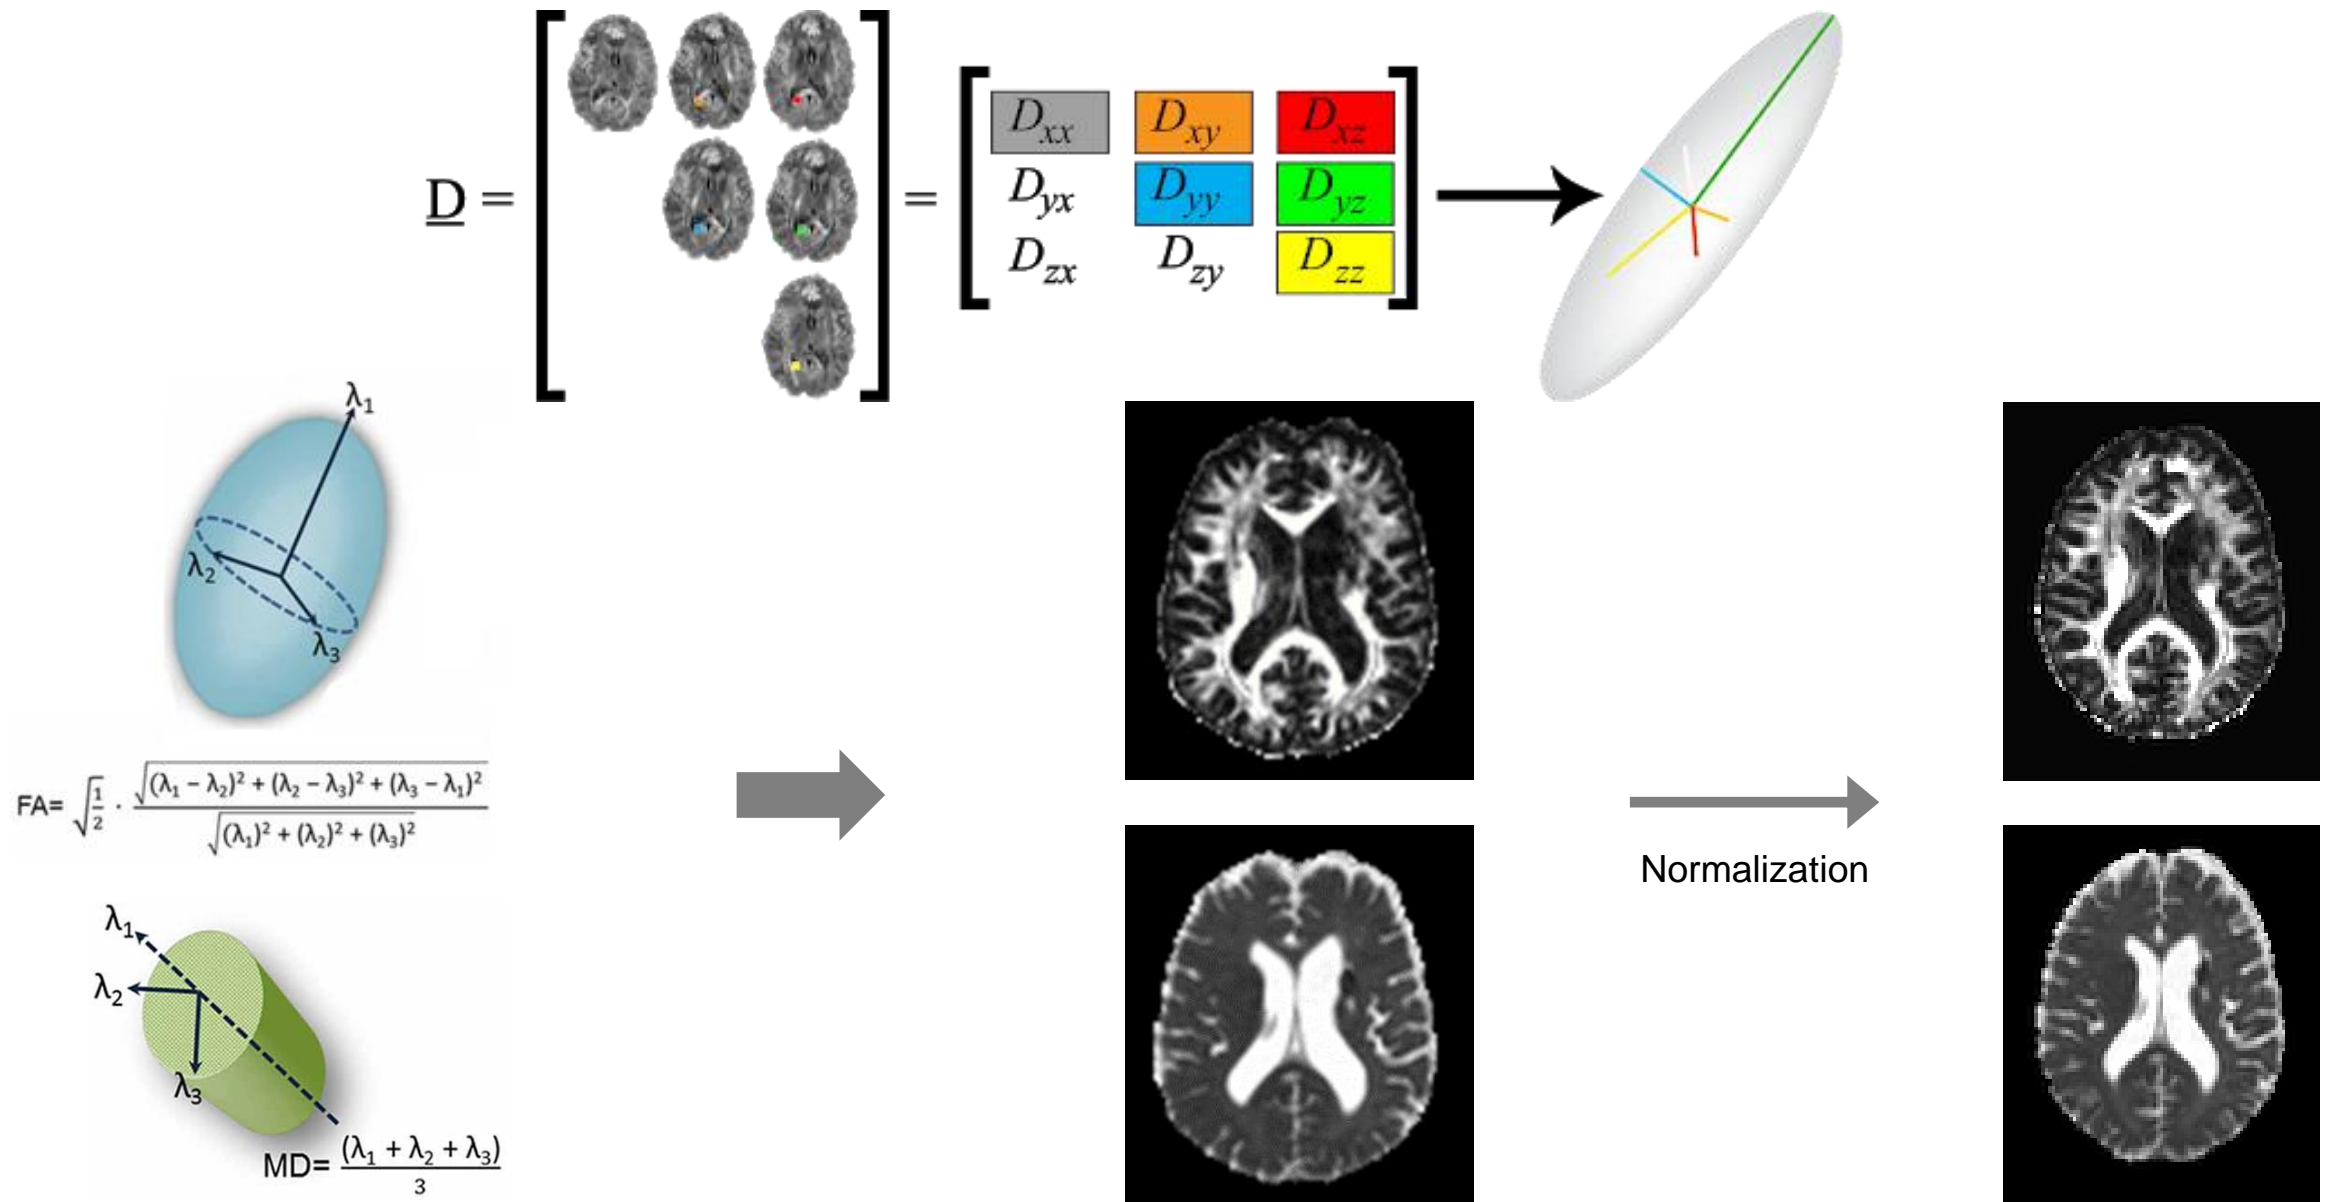 D = [ ] = [ Dxx Dxy Dxz
Dyx Dyy Dyz
Dzx Dzy Dzz ]
λ1
λ2
λ3
FA= √(1/2) · √((λ1 − λ2)² + (λ2 − λ3)² + (λ3 − λ1)²) / √((λ1)² + (λ2)² + (λ3)²)
Normalization
λ1
λ2
λ3
MD= (λ1 + λ2 + λ3) / 3